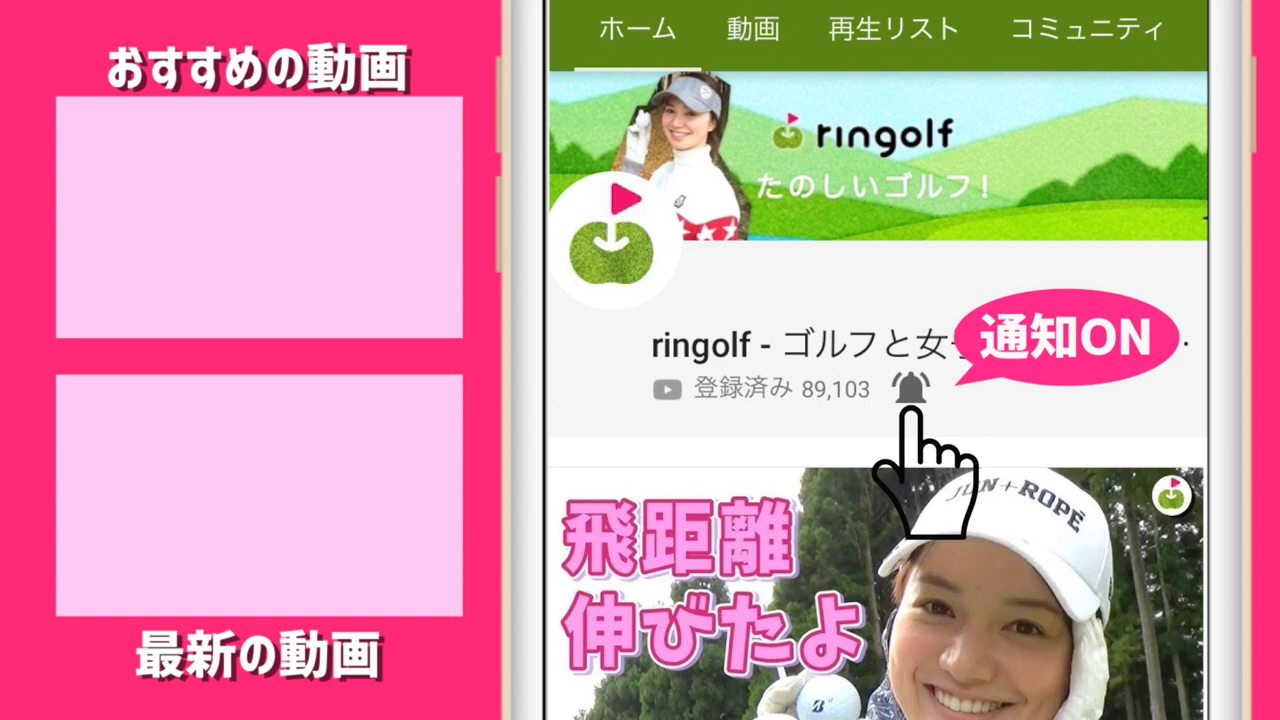 おすすめの動画
最新の動画
ホーム 動画 再生リスト コミュニティ
ringolf
たのしいゴルフ!
ringolf - ゴルフと女
通知ON
登録済み 89,103
飛距離
伸びたよ
ROPÉ
B